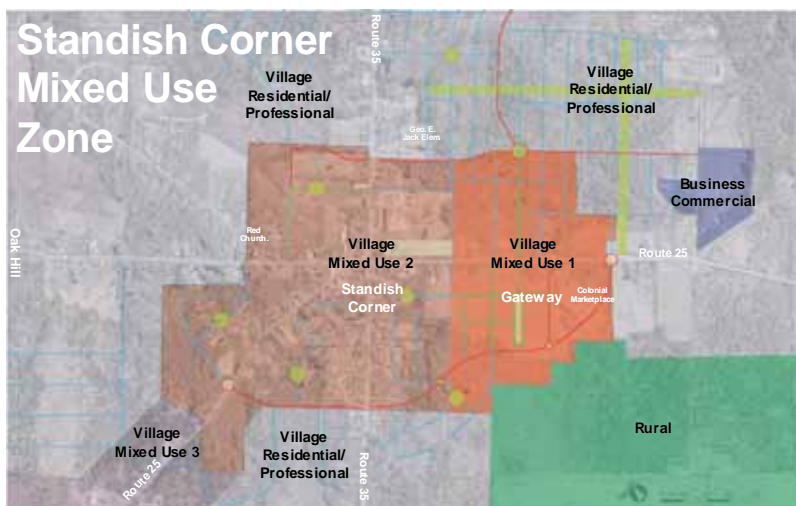 Standish Corner
Mixed Use
Zone
Route 35
Village
Residential/
Professional
Village
Residential/
Professional
Geo. E.
Jack Elem
Business
Commercial
Oak Hill
Red
Church.
Village
Mixed Use 2
Village
Mixed Use 1
Route 25
Standish
Corner
Gateway
Colonial
Marketplace
Village
Mixed Use 3
Route 25
Village
Residential/
Professional
Route 35
Rural